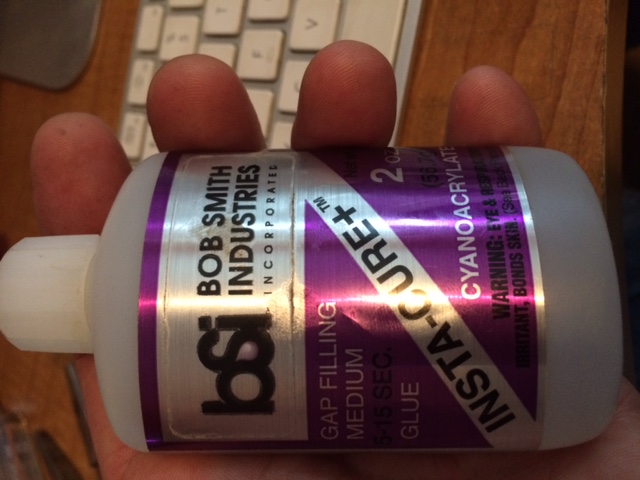 bsi
BOB SMITH
INDUSTRIES
INCORPORATED
INSTA-CURE+™
GAP FILLING
MEDIUM
5-15 SEC.
GLUE
2
CYANOACRYLATE
WARNING: EYE &
IRRITANT, BONDS SKIN.
V